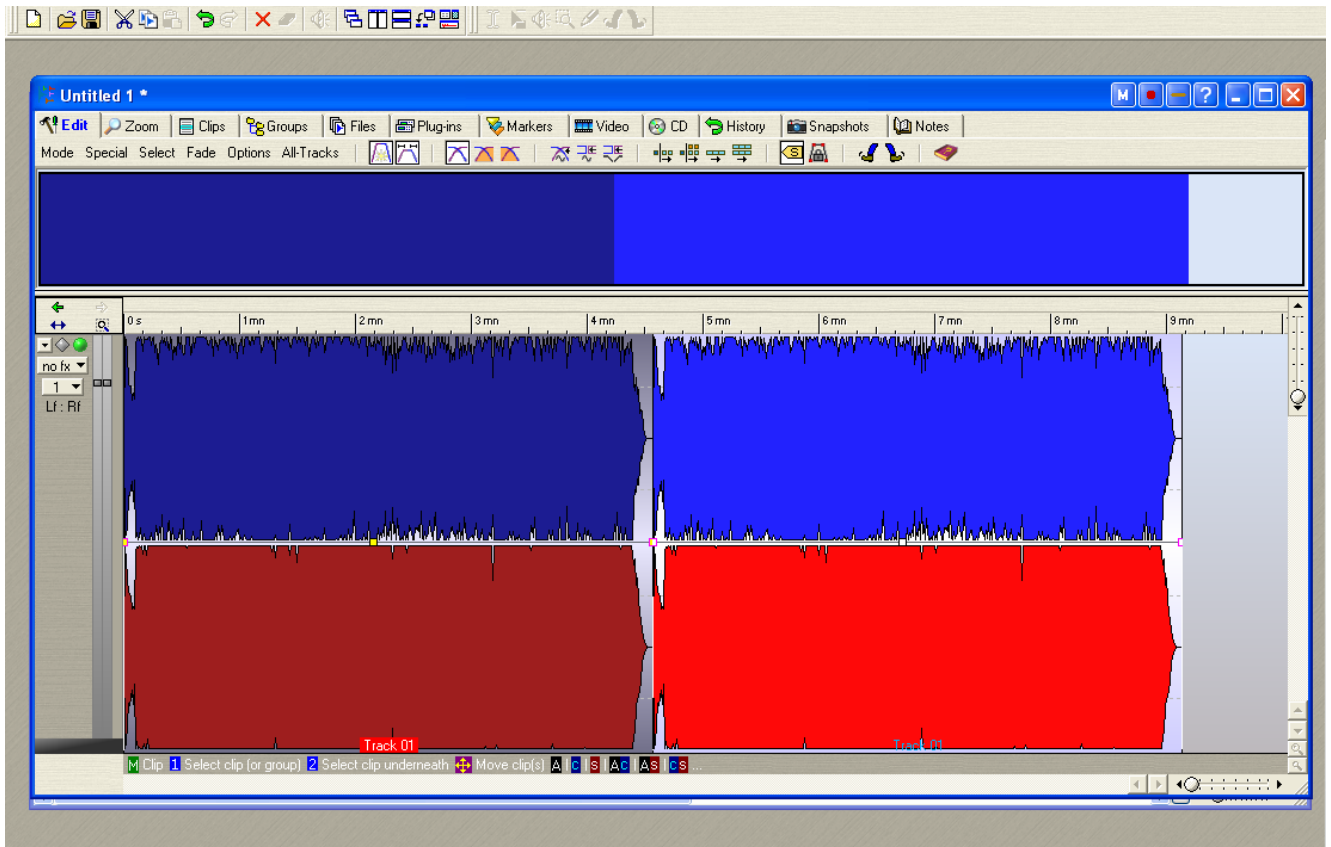 Untitled 1 *
M ?
Edit Zoom Clips Groups Files Plug-ins Markers Video CD History Snapshots Notes
Mode Special Select Fade Options All-Tracks S
0 s 1 mn 2 mn 3 mn 4 mn 5 mn 6 mn 7 mn 8 mn 9 mn
no fx
1
Lf : Rf
Track 01 Track 01
M Clip 1 Select clip (or group) 2 Select clip underneath Move clip(s) A | C | S | A C | A S | C S ...